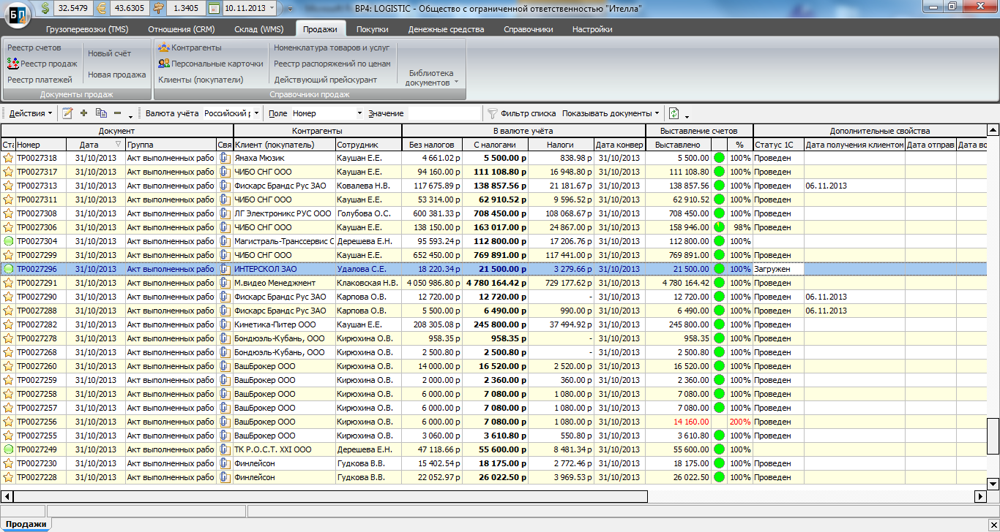 БП4 32.5479 43.6305 1.3405 10.11.2013 BP4: LOGISTIC - Общество с ограниченной ответственностью "Ителла"
Грузоперевозки (TMS) Отношения (CRM) Склад (WMS) Продажи Покупки Денежные средства Справочники Настройки
Реестр счетов Новый счёт Контрагенты Номенклатура товаров и услуг
Реестр продаж Новая продажа Персональные карточки Реестр распоряжений по ценам Библиотека
Реестр платежей Клиенты (покупатели) Действующий прейскурант документов
Документы продаж Справочники продаж
Действия Валюта учёта Российский р Поле Номер Значение Фильтр списка Показывать документы
Документ Контрагенты В валюте учёта Выставление счетов Дополнительные свойства
Ста Номер Дата Группа Свя Клиент (покупатель) Сотрудник Без налогов С налогами Налоги Дата конвер Выставлено % Статус 1С Дата получения клиентом Дата отправ Дата во
ТР0027318 31/10/2013 Акт выполненных рабо Ямаха Мюзик Каушан Е.Е. 4 661.02 р 5 500.00 р 838.98 р 31/10/2013 5 500.00 100% Проведен
ТР0027317 31/10/2013 Акт выполненных рабо ЧИБО СНГ ООО Каушан Е.Е. 94 160.00 р 111 108.80 р 16 948.80 р 31/10/2013 111 108.80 100% Проведен
ТР0027313 31/10/2013 Акт выполненных рабо Фискарс Брандс Рус ЗАО Ковалева Н.В. 117 675.89 р 138 857.56 р 21 181.67 р 31/10/2013 138 857.56 100% Проведен 06.11.2013
ТР0027311 31/10/2013 Акт выполненных рабо ЧИБО СНГ ООО Каушан Е.Е. 53 314.00 р 62 910.52 р 9 596.52 р 31/10/2013 62 910.52 100% Проведен
ТР0027308 31/10/2013 Акт выполненных рабо ЛГ Электроникс РУС ООО Голубова О.С. 600 381.33 р 708 450.00 р 108 068.67 р 31/10/2013 708 450.00 100% Проведен
ТР0027306 31/10/2013 Акт выполненных рабо ЧИБО СНГ ООО Каушан Е.Е. 138 150.00 р 163 017.00 р 24 867.00 р 31/10/2013 158 946.00 98% Проведен
ТР0027304 31/10/2013 Акт выполненных рабо Магистраль-Транссервис С Дерешева Е.Н. 95 593.24 р 112 800.00 р 17 206.76 р 31/10/2013 112 800.00 100%
ТР0027299 31/10/2013 Акт выполненных рабо ЧИБО СНГ ООО Каушан Е.Е. 652 450.00 р 769 891.00 р 117 441.00 р 31/10/2013 769 891.00 100% Проведен
ТР0027296 31/10/2013 Акт выполненных рабо ИНТЕРСКОЛ ЗАО Удалова С.Е. 18 220.34 р 21 500.00 р 3 279.66 р 31/10/2013 21 500.00 100% Загружен
ТР0027291 31/10/2013 Акт выполненных рабо М.видео Менеджмент Клаковская Н.В. 4 050 986.80 р 4 780 164.42 р 729 177.62 р 31/10/2013 4 780 164.42 100% Проведен
ТР0027290 31/10/2013 Акт выполненных рабо Фискарс Брандс Рус ЗАО Карпова О.В. 12 720.00 р 12 720.00 р - 31/10/2013 12 720.00 100% Проведен 06.11.2013
ТР0027288 31/10/2013 Акт выполненных рабо Фискарс Брандс Рус ЗАО Карпова О.В. 5 500.00 р 6 490.00 р 990.00 р 31/10/2013 6 490.00 100% Проведен 06.11.2013
ТР0027282 31/10/2013 Акт выполненных рабо Кинетика-Питер ООО Каушан Е.Е. 208 305.08 р 245 800.00 р 37 494.92 р 31/10/2013 245 800.00 100% Проведен
ТР0027278 31/10/2013 Акт выполненных рабо Бондюэль-Кубань, ООО Кирюхина О.В. 958.35 р 958.35 р - 31/10/2013 958.35 100% Проведен
ТР0027268 31/10/2013 Акт выполненных рабо Бондюэль-Кубань, ООО Кирюхина О.В. 2 500.80 р 2 500.80 р - 31/10/2013 2 500.80 100% Проведен
ТР0027260 31/10/2013 Акт выполненных рабо ВашБрокер ООО Кирюхина О.В. 14 000.00 р 16 520.00 р 2 520.00 р 31/10/2013 16 520.00 100% Проведен
ТР0027259 31/10/2013 Акт выполненных рабо ВашБрокер ООО Кирюхина О.В. 2 000.00 р 2 360.00 р 360.00 р 31/10/2013 2 360.00 100% Проведен
ТР0027258 31/10/2013 Акт выполненных рабо ВашБрокер ООО Кирюхина О.В. 6 000.00 р 7 080.00 р 1 080.00 р 31/10/2013 7 080.00 100% Проведен
ТР0027257 31/10/2013 Акт выполненных рабо ВашБрокер ООО Кирюхина О.В. 6 000.00 р 7 080.00 р 1 080.00 р 31/10/2013 7 080.00 100% Проведен
ТР0027256 31/10/2013 Акт выполненных рабо ВашБрокер ООО Кирюхина О.В. 6 000.00 р 7 080.00 р 1 080.00 р 31/10/2013 14 160.00 200% Проведен
ТР0027255 31/10/2013 Акт выполненных рабо ВашБрокер ООО Кирюхина О.В. 3 060.00 р 3 610.80 р 550.80 р 31/10/2013 3 610.80 100% Проведен
ТР0027249 31/10/2013 Акт выполненных рабо ТК Р.О.С.Т. XXI ООО Дерешева Е.Н. 47 118.66 р 55 600.00 р 8 481.34 р 31/10/2013 55 600.00 100%
ТР0027230 31/10/2013 Акт выполненных рабо Финлейсон Гудкова В.В. 15 402.54 р 18 175.00 р 2 772.46 р 31/10/2013 18 175.00 100% Проведен
ТР0027228 31/10/2013 Акт выполненных рабо Финлейсон Гудкова В.В. 22 052.97 р 26 022.50 р 3 969.53 р 31/10/2013 26 022.50 100% Проведен
Продажи